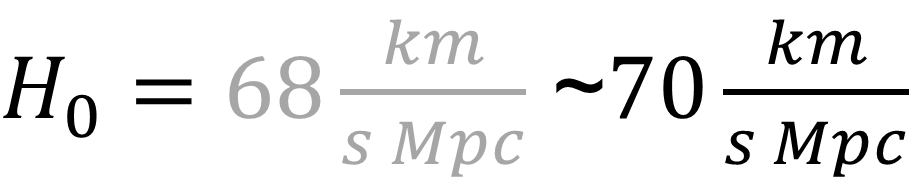 H₀ = 68 km/(s Mpc) ~70 km/(s Mpc)